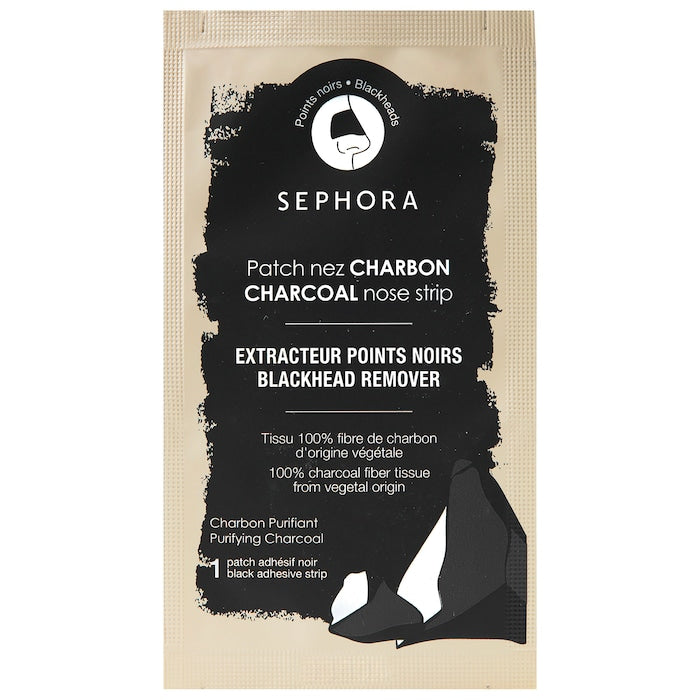 Points noirs • Blackheads
SEPHORA
Patch nez CHARBON
CHARCOAL nose strip
EXTRACTEUR POINTS NOIRS
BLACKHEAD REMOVER
Tissu 100% fibre de charbon
d'origine végétale
100% charcoal fiber tissue
from vegetal origin
Charbon Purifiant
Purifying Charcoal
1 patch adhésif noir
black adhesive strip